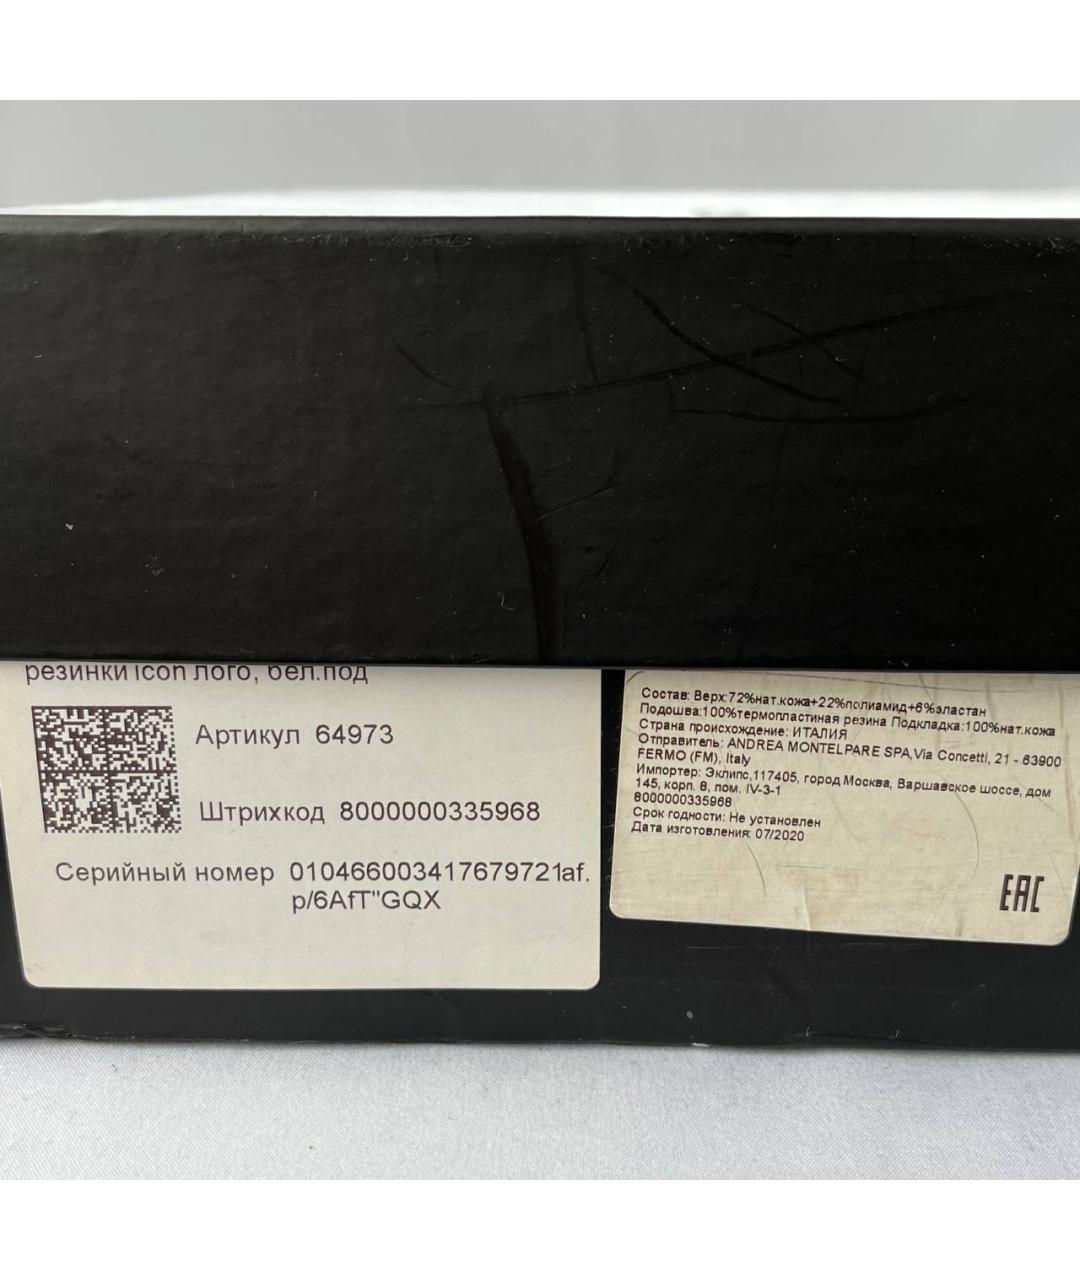 резинки Icon лого, бел.под
Артикул 64973
Штрихкод 8000000335968
Серийный номер 010466003417679721af.
p/6AfT"GQX
Состав: Верх:72%нат.кожа+22%полиамид+6%эластан
Подошва:100%термопластиная резина Подкладка:100%нат.кожа
Страна происхождение: ИТАЛИЯ
Отправитель: ANDREA MONTELPARE SPA,Via Concetti, 21 - 63900
FERMO (FM), Italy
Импортер: Эклипс,117405, город Москва, Варшавское шоссе, дом
145, корп. 8, пом. IV-3-1
8000000335968
Срок годности: Не установлен
Дата изготовления: 07/2020
EAC